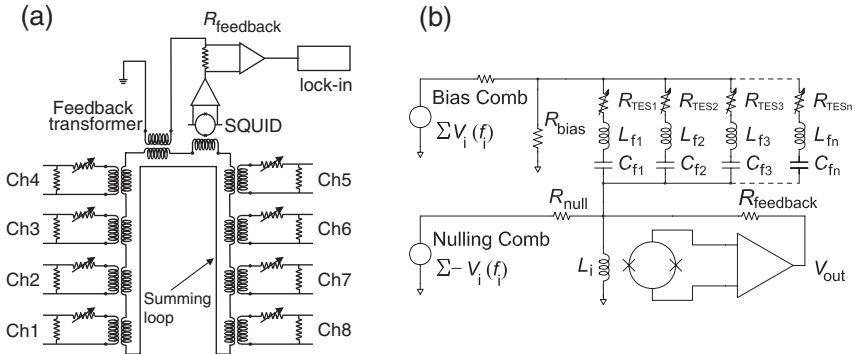 (a)
R_feedback
lock-in
Feedback
transformer
SQUID
Ch4
Ch5
Ch3
Ch6
Ch2
Ch7
Summing
loop
Ch1
Ch8
(b)
Bias Comb
ΣV_i(f_i)
R_bias
R_TES1
R_TES2
R_TES3
R_TESn
L_f1
L_f2
L_f3
L_fn
C_f1
C_f2
C_f3
C_fn
R_null
R_feedback
Nulling Comb
Σ–V_i(f_i)
L_i
V_out